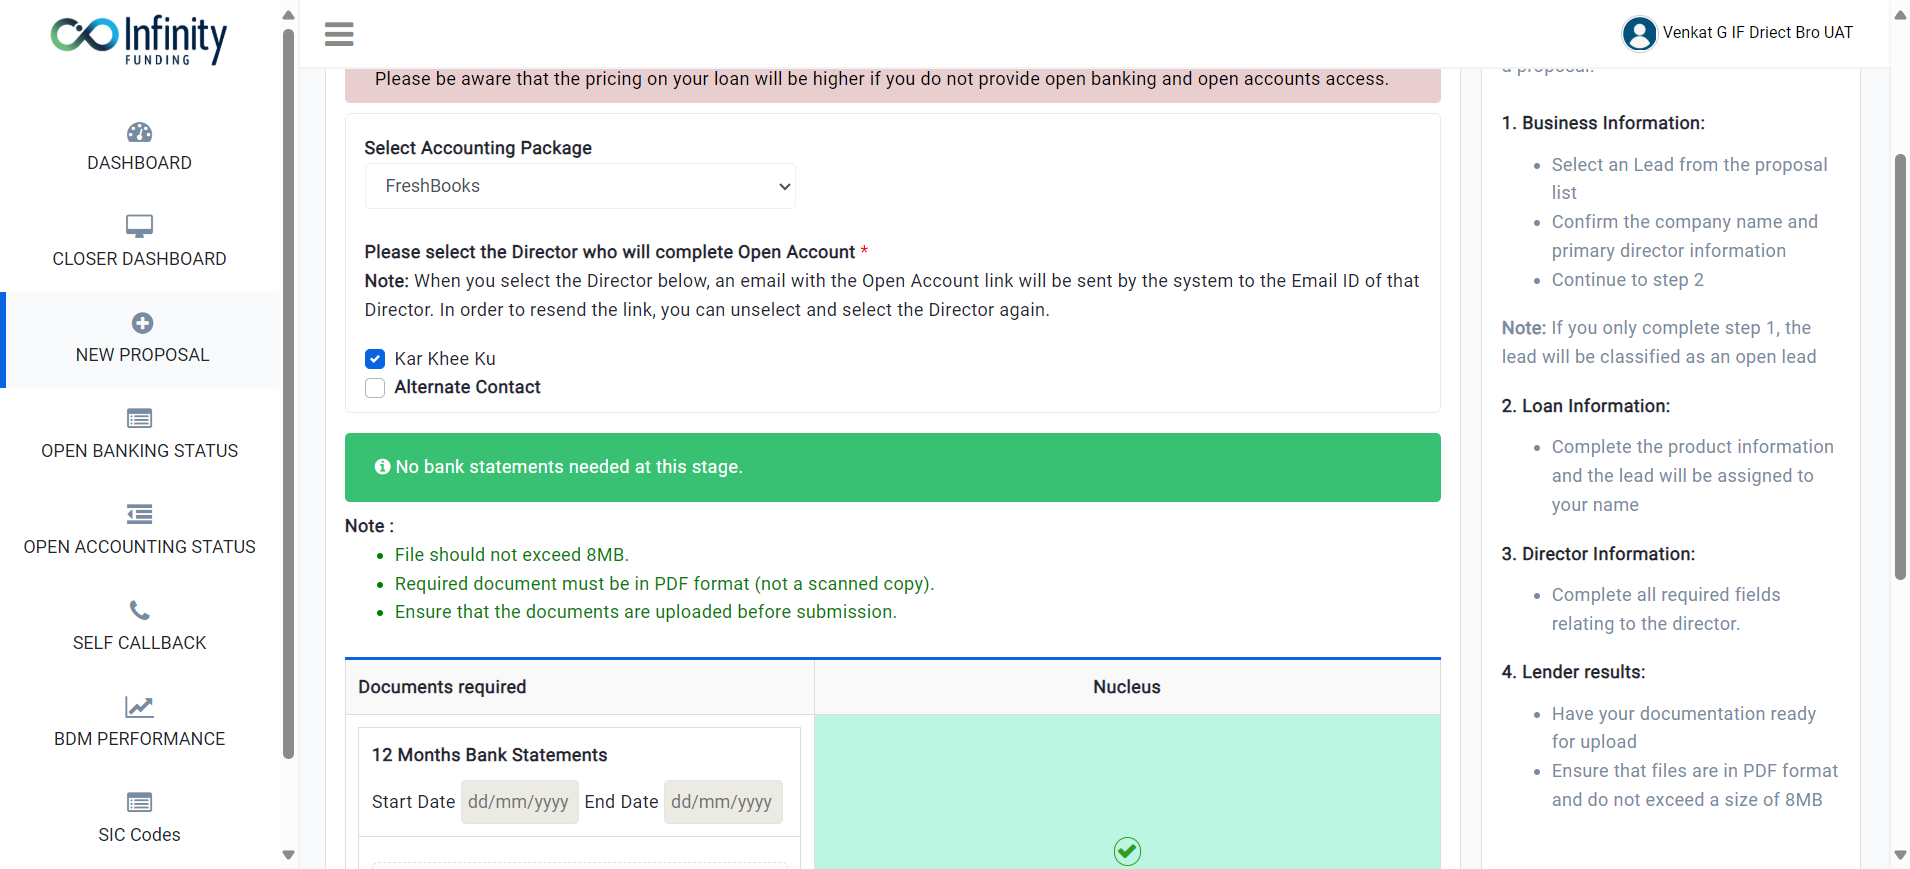 Infinity
FUNDING
DASHBOARD
CLOSER DASHBOARD
NEW PROPOSAL
OPEN BANKING STATUS
OPEN ACCOUNTING STATUS
SELF CALLBACK
BDM PERFORMANCE
SIC Codes
Venkat G IF Driect Bro UAT
Please be aware that the pricing on your loan will be higher if you do not provide open banking and open accounts access.
Select Accounting Package
FreshBooks
Please select the Director who will complete Open Account *
Note: When you select the Director below, an email with the Open Account link will be sent by the system to the Email ID of that
Director. In order to resend the link, you can unselect and select the Director again.
Kar Khee Ku
Alternate Contact
No bank statements needed at this stage.
Note :
File should not exceed 8MB.
Required document must be in PDF format (not a scanned copy).
Ensure that the documents are uploaded before submission.
Documents required
Nucleus
12 Months Bank Statements
Start Date dd/mm/yyyy End Date dd/mm/yyyy
a proposal.
1. Business Information:
Select an Lead from the proposal
list
Confirm the company name and
primary director information
Continue to step 2
Note: If you only complete step 1, the
lead will be classified as an open lead
2. Loan Information:
Complete the product information
and the lead will be assigned to
your name
3. Director Information:
Complete all required fields
relating to the director.
4. Lender results:
Have your documentation ready
for upload
Ensure that files are in PDF format
and do not exceed a size of 8MB